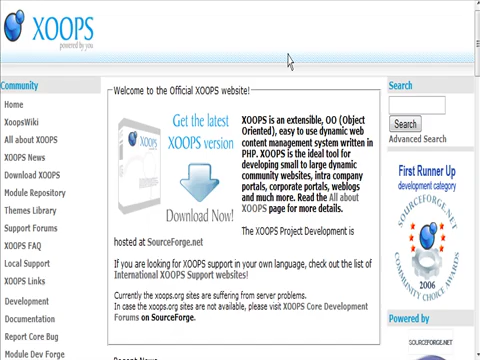 XOOPS
powered by you
Community
Home
XoopsWiki
All about XOOPS
XOOPS News
Download XOOPS
Module Repository
Themes Library
Support Forums
XOOPS FAQ
Local Support
XOOPS Links
Development
Documentation
Report Core Bug
Module Dev Forge
Welcome to the Official XOOPS website!
Get the latest
XOOPS version
XOOPS
Download Now!
XOOPS is an extensible, OO (Object
Oriented), easy to use dynamic web
content management system written in
PHP. XOOPS is the ideal tool for
developing small to large dynamic
community websites, intra company
portals, corporate portals, weblogs
and much more. Read the All about
XOOPS page for more details.
The XOOPS Project Development is
hosted at SourceForge.net
If you are looking for XOOPS support in your own language, check out the list of
International XOOPS Support websites!
Currently the xoops.org sites are suffering from server problems.
In case the xoops.org sites are not available, please visit XOOPS Core Development
Forums on SourceForge.
Recent News
Search
Search
Advanced Search
First Runner Up
development category
SOURCEFORGE.NET
2006
COMMUNITY CHOICE AWARDS
Powered by
SOURCEFORGE.NET